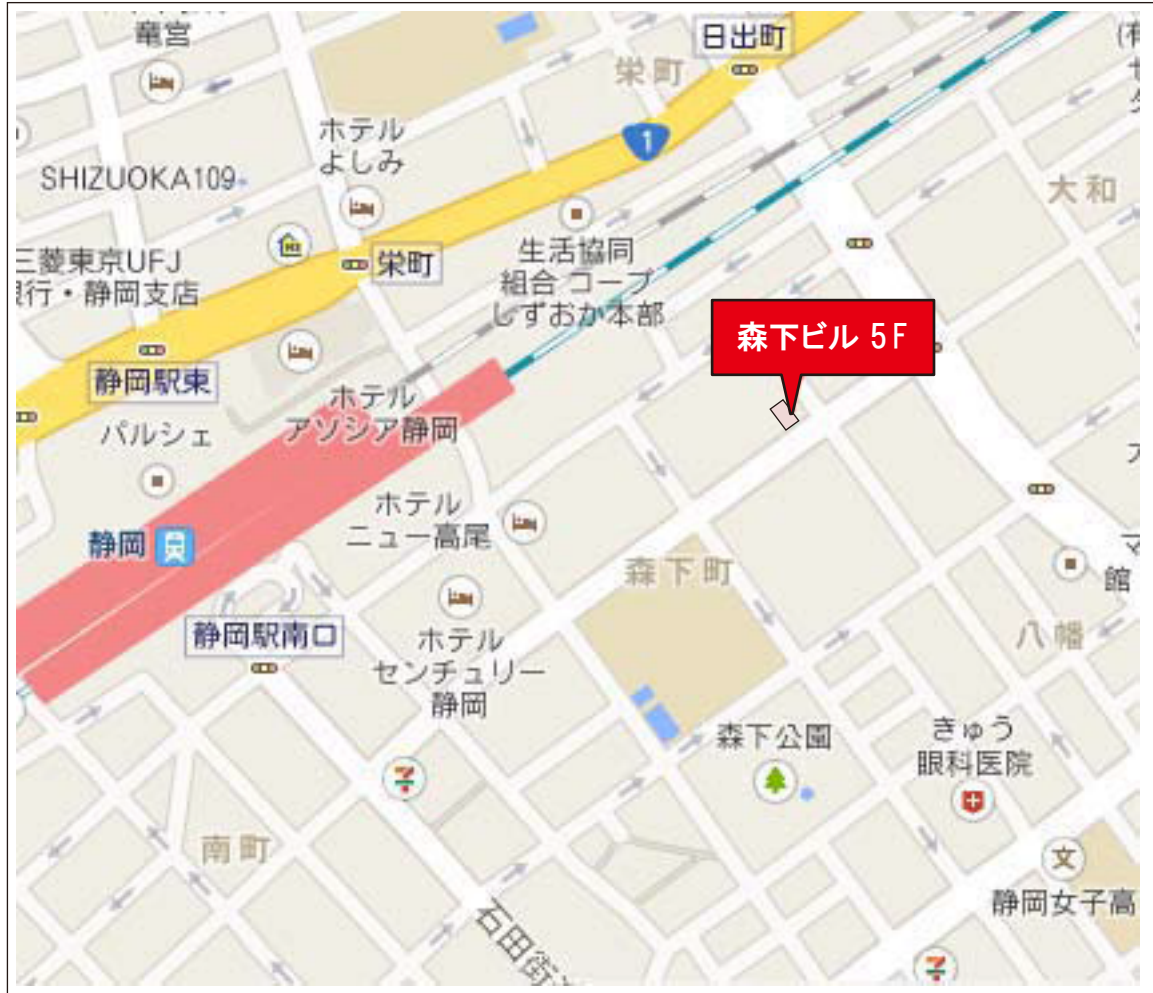 竜宮
日出町
栄町
1
ホテル
よしみ
SHIZUOKA109
大和
三菱東京UFJ
銀行・静岡支店
栄町
生活協同
組合 コープ
しずおか本部
森下ビル 5F
静岡駅東
ホテル
アソシア静岡
パルシェ
ホテル
ニュー高尾
静岡
森下町
館
静岡駅南口
ホテル
センチュリー
静岡
八幡
森下公園
きゅう
眼科医院
7
南町
文
静岡女子高
石田街道
7